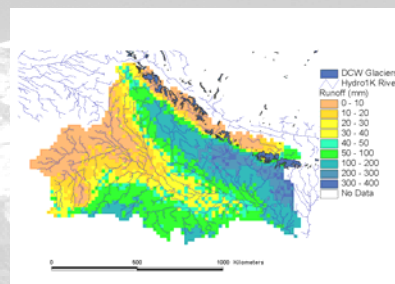 DCW Glacier
Hydro1K River
Runoff (mm)
0 - 10
10 - 20
20 - 30
30 - 40
40 - 50
50 - 100
100 - 200
200 - 300
300 - 400
No Data
0 500 1000 Kilometers